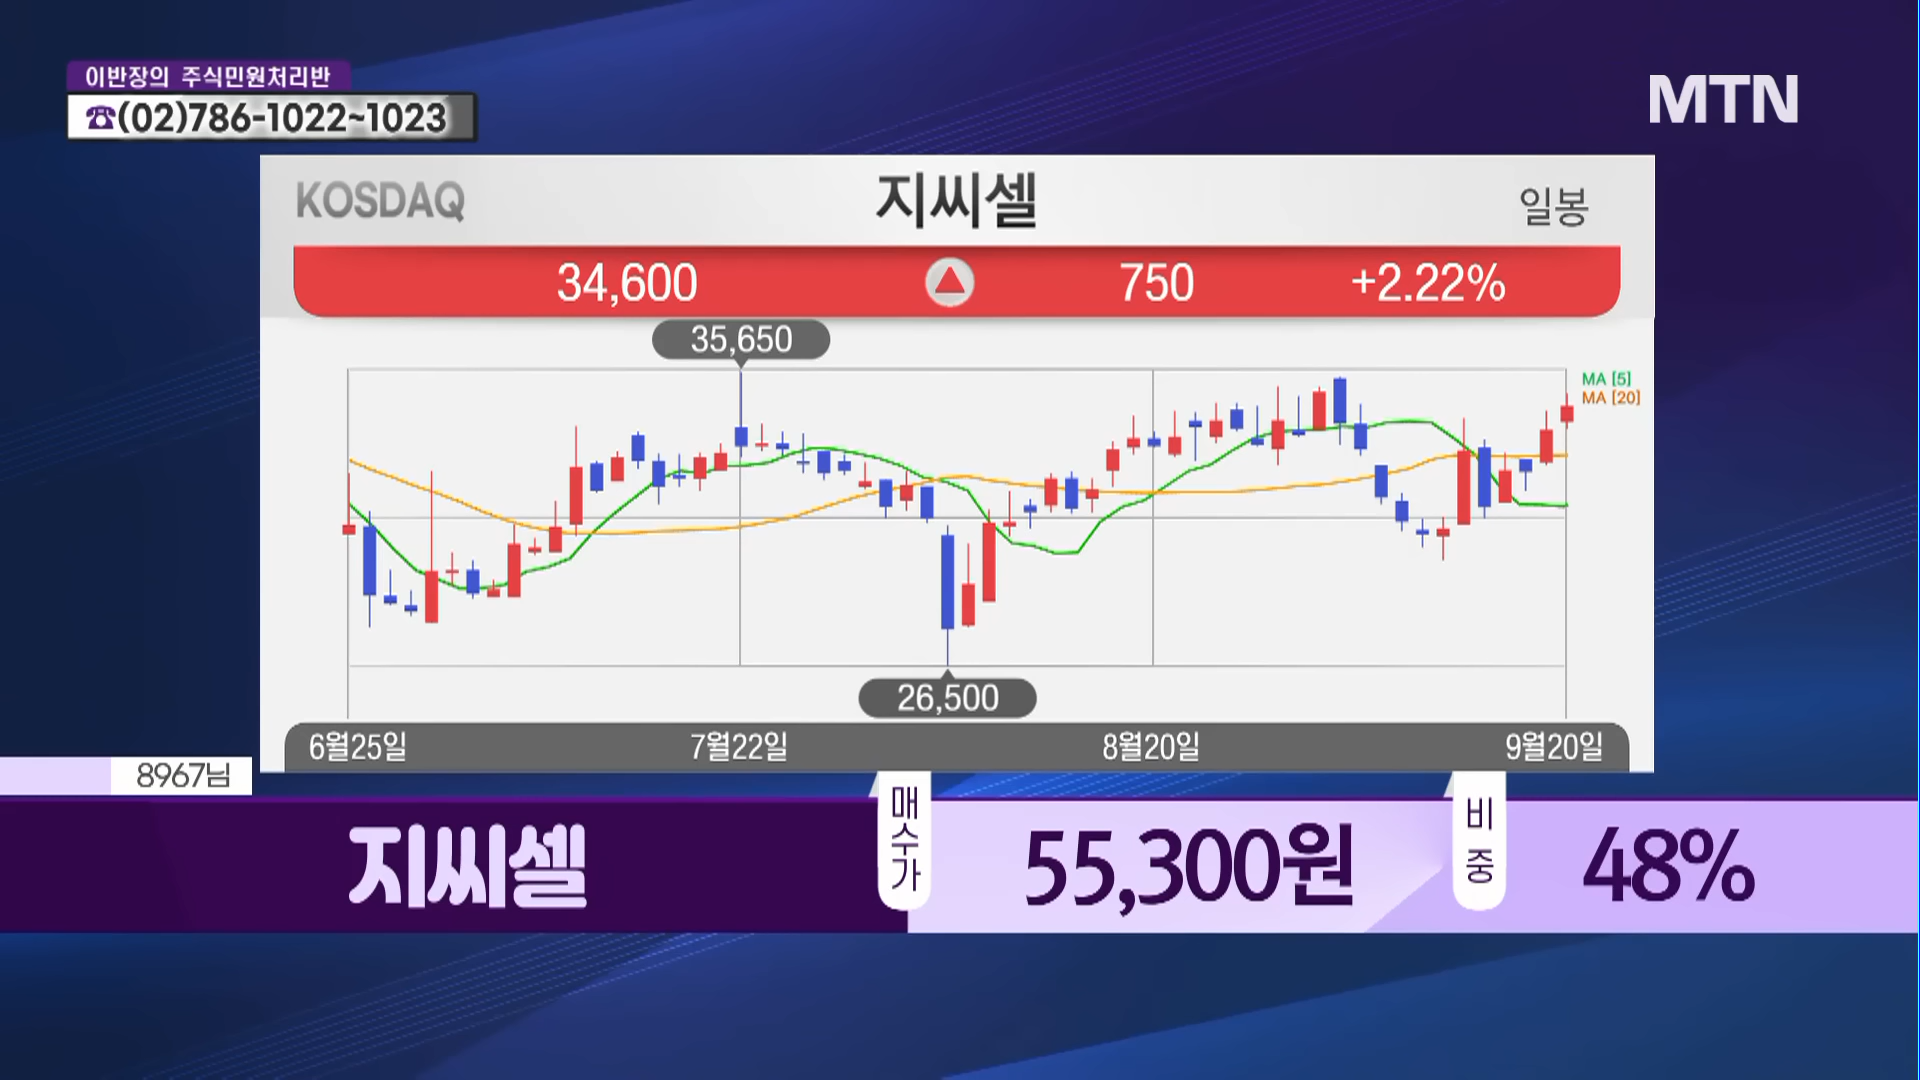 이반장의 주식민원처리반
☎(02)786-1022~1023
MTN
KOSDAQ
지씨셀
일봉
34,600 ▲ 750 +2.22%
35,650
MA [5]
MA [20]
26,500
6월25일 7월22일 8월20일 9월20일
8967님
지씨셀
매수가
55,300원
비중
48%